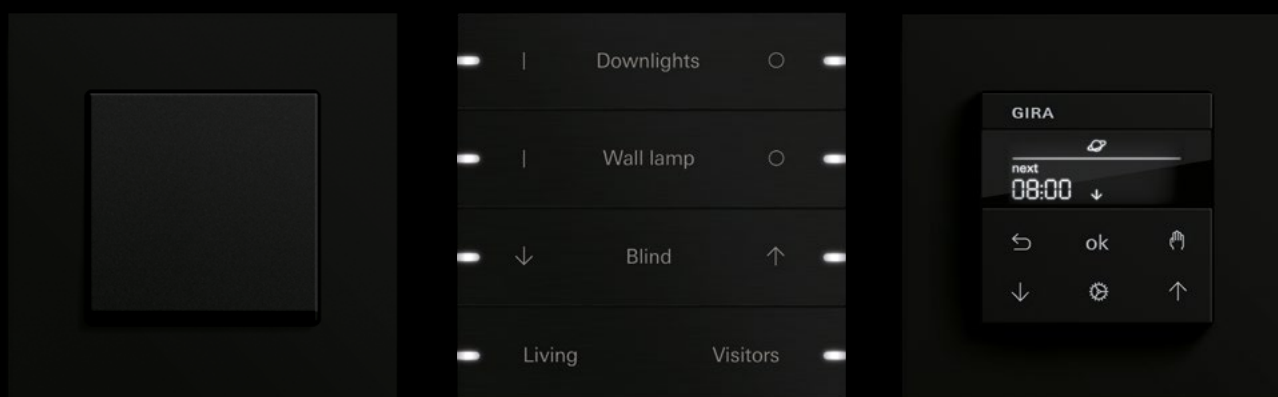 | Downlights ○
| Wall lamp ○
↓ Blind ↑
Living Visitors
GIRA
next
08:00 ↓
ok